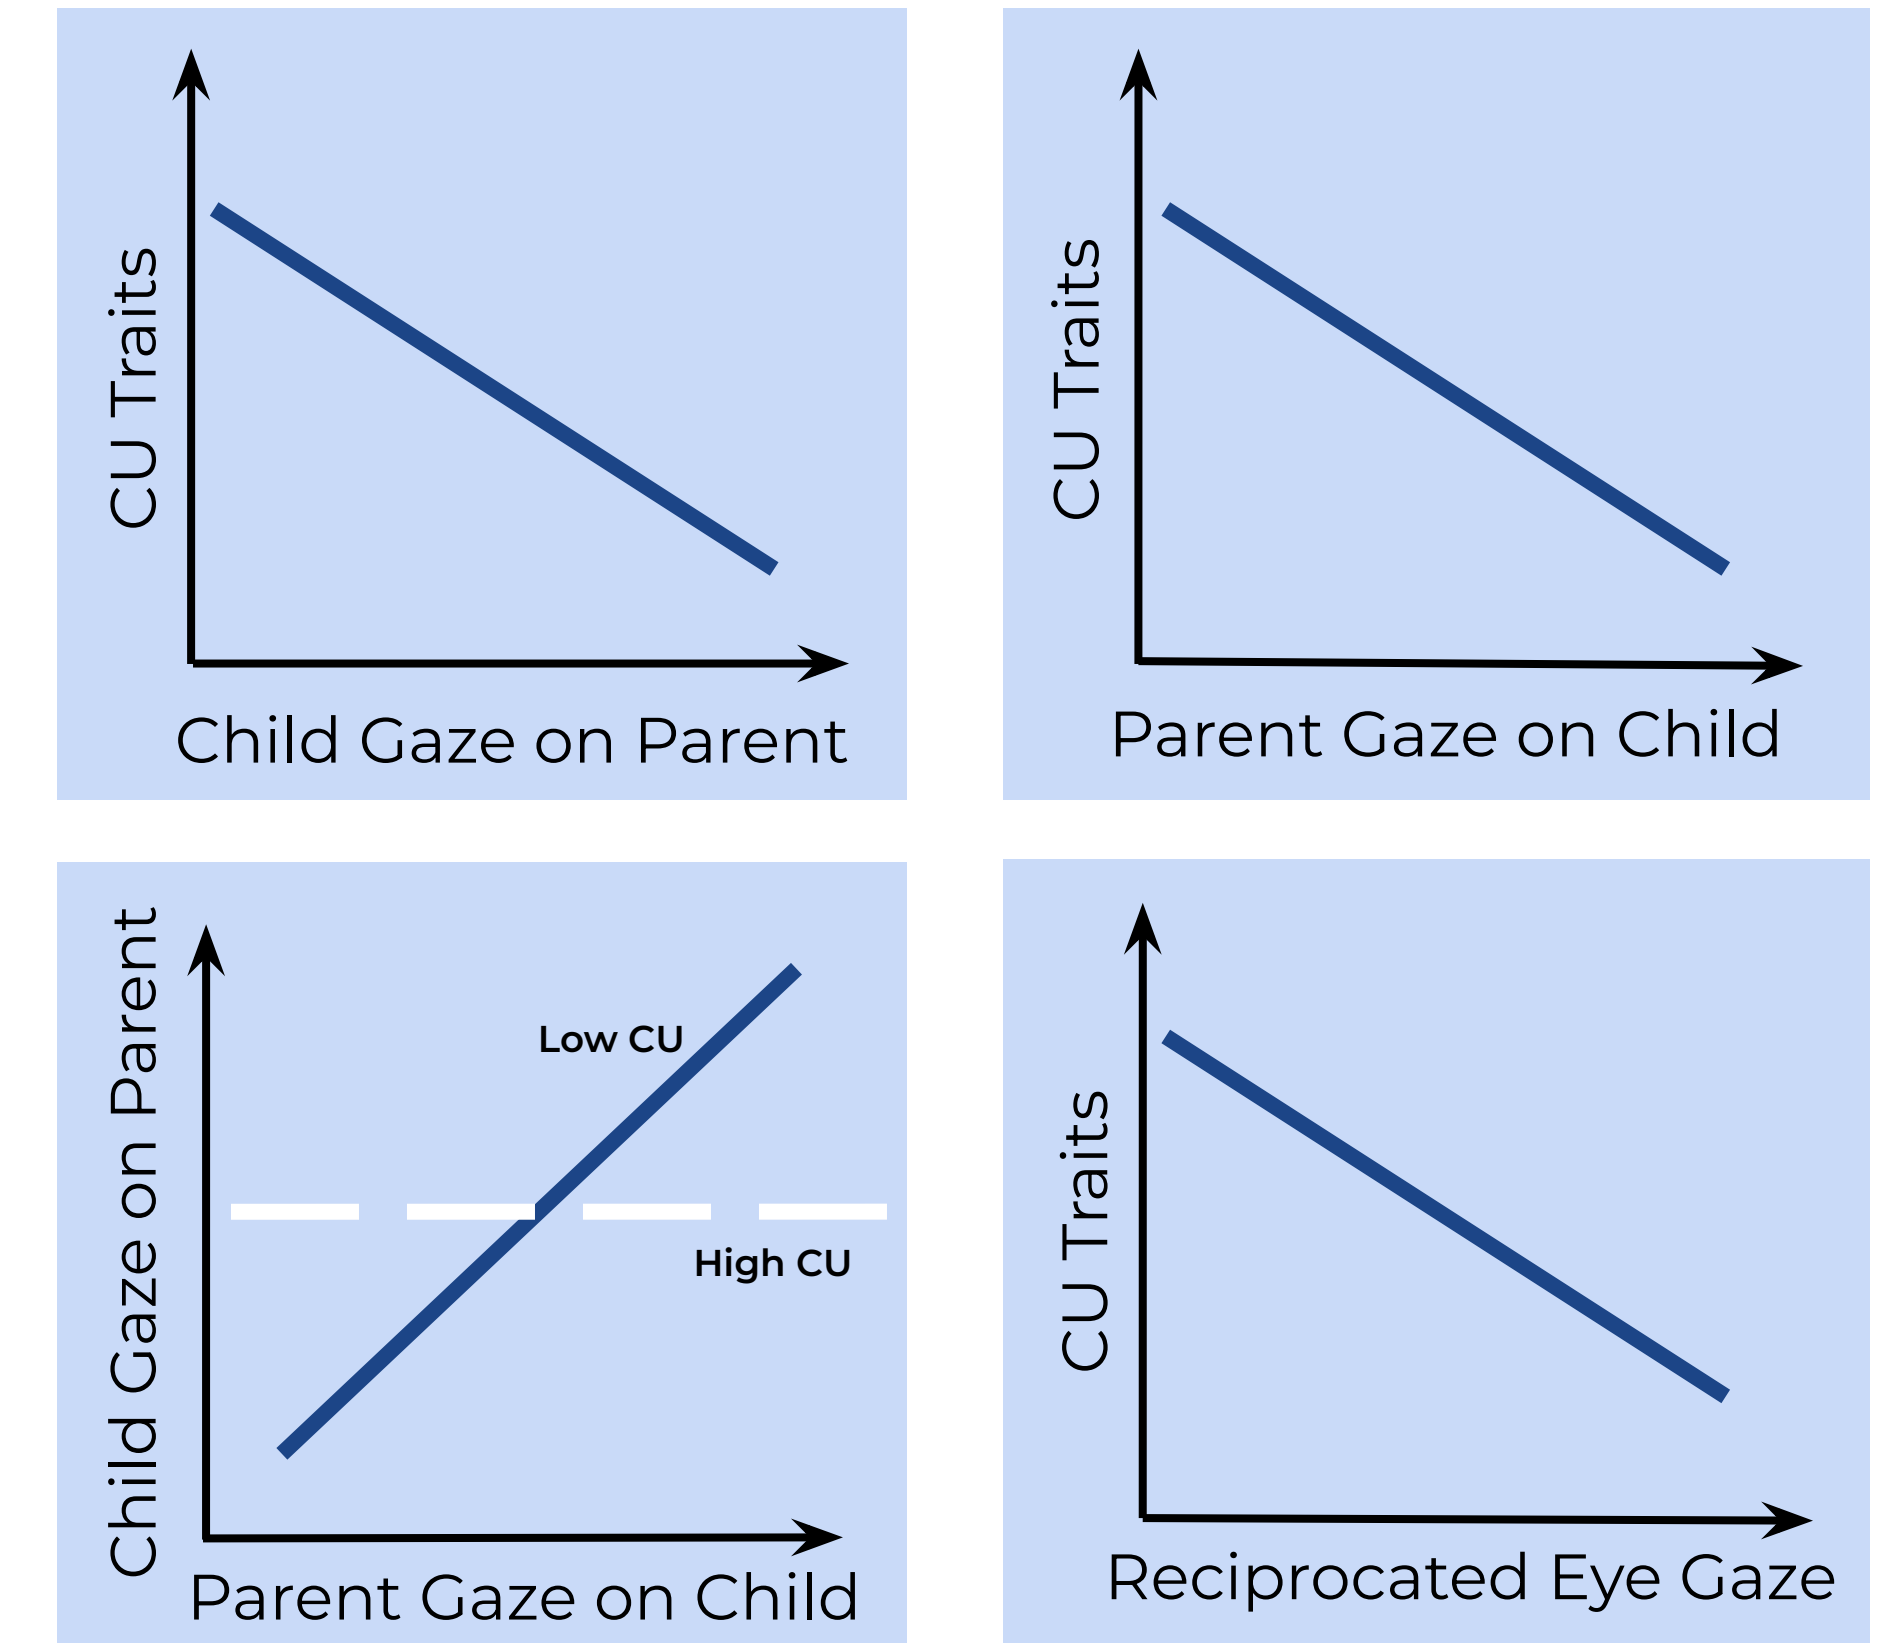 CU Traits
Child Gaze on Parent
CU Traits
Parent Gaze on Child
Child Gaze on Parent
Low CU
High CU
Parent Gaze on Child
CU Traits
Reciprocated Eye Gaze